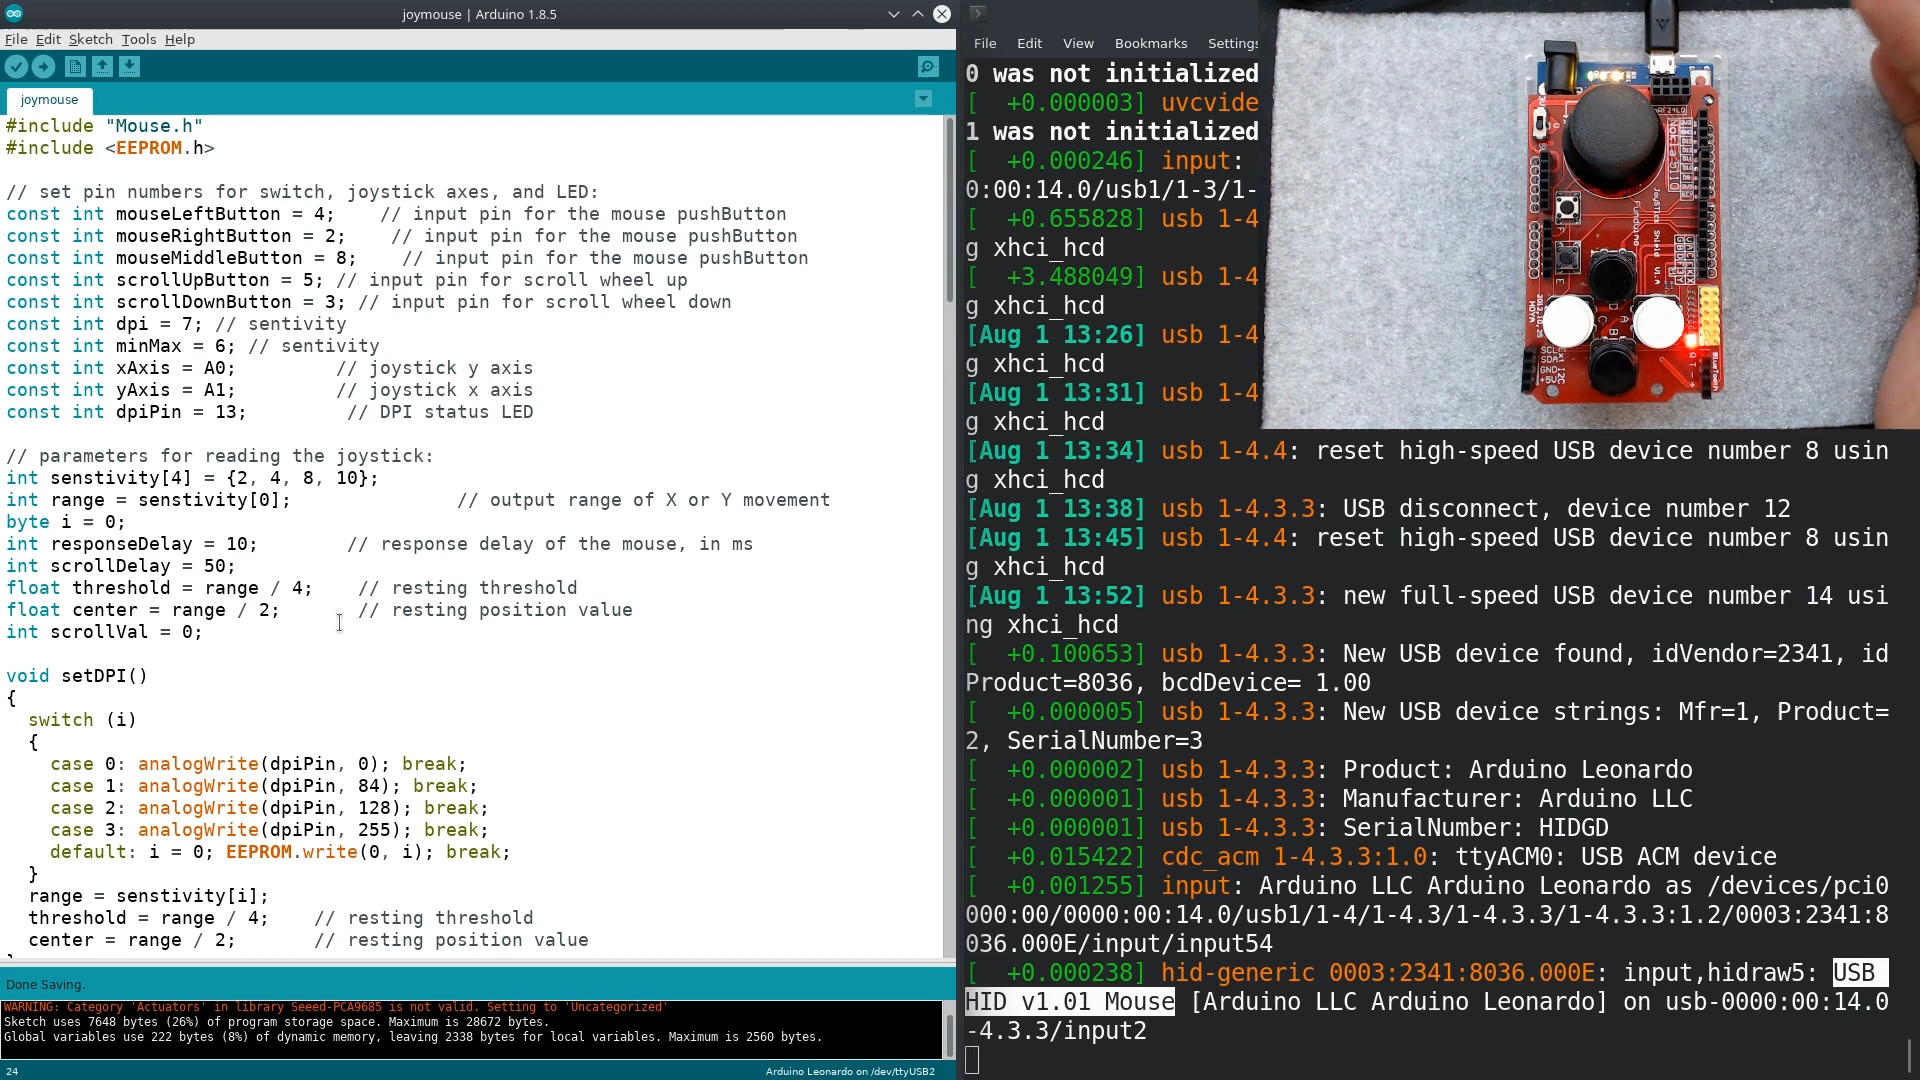 joymouse | Arduino 1.8.5
File Edit Sketch Tools Help
joymouse
#include "Mouse.h"
#include <EEPROM.h>
// set pin numbers for switch, joystick axes, and LED:
const int mouseLeftButton = 4;    // input pin for the mouse pushButton
const int mouseRightButton = 2;    // input pin for the mouse pushButton
const int mouseMiddleButton = 8;    // input pin for the mouse pushButton
const int scrollUpButton = 5; // input pin for scroll wheel up
const int scrollDownButton = 3; // input pin for scroll wheel down
const int dpi = 7; // sentivity
const int minMax = 6; // sentivity
const int xAxis = A0;         // joystick y axis
const int yAxis = A1;         // joystick x axis
const int dpiPin = 13;         // DPI status LED
// parameters for reading the joystick:
int senstivity[4] = {2, 4, 8, 10};
int range = senstivity[0];               // output range of X or Y movement
byte i = 0;
int responseDelay = 10;        // response delay of the mouse, in ms
int scrollDelay = 50;
float threshold = range / 4;    // resting threshold
float center = range / 2;       // resting position value
int scrollVal = 0;
void setDPI()
{
switch (i)
{
case 0: analogWrite(dpiPin, 0); break;
case 1: analogWrite(dpiPin, 84); break;
case 2: analogWrite(dpiPin, 128); break;
case 3: analogWrite(dpiPin, 255); break;
default: i = 0; EEPROM.write(0, i); break;
}
range = senstivity[i];
threshold = range / 4;    // resting threshold
center = range / 2;       // resting position value
Done Saving.
WARNING: Category 'Actuators' in library Seeed-PCA9685 is not valid. Setting to 'Uncategorized'
Sketch uses 7648 bytes (26%) of program storage space. Maximum is 28672 bytes.
Global variables use 222 bytes (8%) of dynamic memory, leaving 2338 bytes for local variables. Maximum is 2560 bytes.
24
Arduino Leonardo on /dev/ttyUSB2
File Edit View Bookmarks Settings
0 was not initialized
[  +0.000003] uvcvide
1 was not initialized
[  +0.000246] input:
0:00:14.0/usb1/1-3/1-
[  +0.655828] usb 1-4
g xhci_hcd
[  +3.488049] usb 1-4
g xhci_hcd
[Aug 1 13:26] usb 1-4
g xhci_hcd
[Aug 1 13:31] usb 1-4
g xhci_hcd
[Aug 1 13:34] usb 1-4.4: reset high-speed USB device number 8 usin
g xhci_hcd
[Aug 1 13:38] usb 1-4.3.3: USB disconnect, device number 12
[Aug 1 13:45] usb 1-4.4: reset high-speed USB device number 8 usin
g xhci_hcd
[Aug 1 13:52] usb 1-4.3.3: new full-speed USB device number 14 usi
ng xhci_hcd
[  +0.100653] usb 1-4.3.3: New USB device found, idVendor=2341, id
Product=8036, bcdDevice= 1.00
[  +0.000005] usb 1-4.3.3: New USB device strings: Mfr=1, Product=
2, SerialNumber=3
[  +0.000002] usb 1-4.3.3: Product: Arduino Leonardo
[  +0.000001] usb 1-4.3.3: Manufacturer: Arduino LLC
[  +0.000001] usb 1-4.3.3: SerialNumber: HIDGD
[  +0.015422] cdc_acm 1-4.3.3:1.0: ttyACM0: USB ACM device
[  +0.001255] input: Arduino LLC Arduino Leonardo as /devices/pci0
000:00/0000:00:14.0/usb1/1-4/1-4.3/1-4.3.3/1-4.3.3:1.2/0003:2341:8
036.000E/input/input54
[  +0.000238] hid-generic 0003:2341:8036.000E: input,hidraw5: USB
HID v1.01 Mouse [Arduino LLC Arduino Leonardo] on usb-0000:00:14.0
-4.3.3/input2
Nokia 5110
JoyStick Shield V1.A
Funduino
F
E
D
C
A
B
SCL
SDA
GND
+5V
I2C
Bluetooth